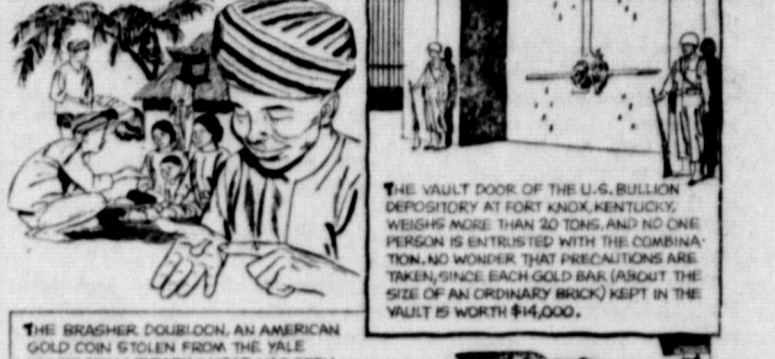 THE VAULT DOOR OF THE U.S. BULLION
DEPOSITORY AT FORT KNOX, KENTUCKY,
WEIGHS MORE THAN 20 TONS, AND NO ONE
PERSON IS ENTRUSTED WITH THE COMBINA-
TION. NO WONDER THAT PRECAUTIONS ARE
TAKEN, SINCE EACH GOLD BAR (ABOUT THE
SIZE OF AN ORDINARY BRICK) KEPT IN THE
VAULT IS WORTH $14,000.
THE BRASHER DOUBLOON, AN AMERICAN
GOLD COIN STOLEN FROM THE YALE